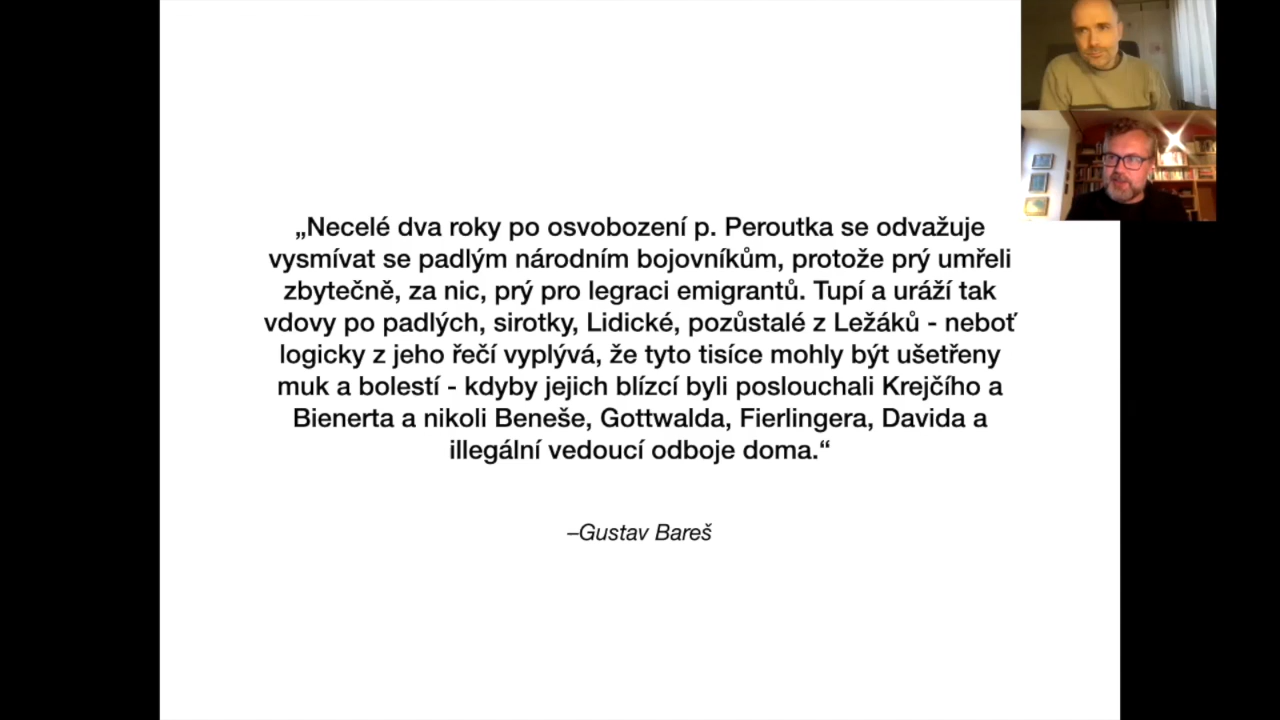 „Necelé dva roky po osvobození p. Peroutka se odvažuje
vysmívat se padlým národním bojovníkům, protože prý umřeli
zbytečně, za nic, prý pro legraci emigrantů. Tupí a uráží tak
vdovy po padlých, sirotky, Lidické, pozůstalé z Ležáků - neboť
logicky z jeho řečí vyplývá, že tyto tisíce mohly být ušetřeny
muk a bolestí - kdyby jejich blízcí byli poslouchali Krejčího a
Bienerta a nikoli Beneše, Gottwalda, Fierlingera, Davida a
illegální vedoucí odboje doma.“
–Gustav Bareš